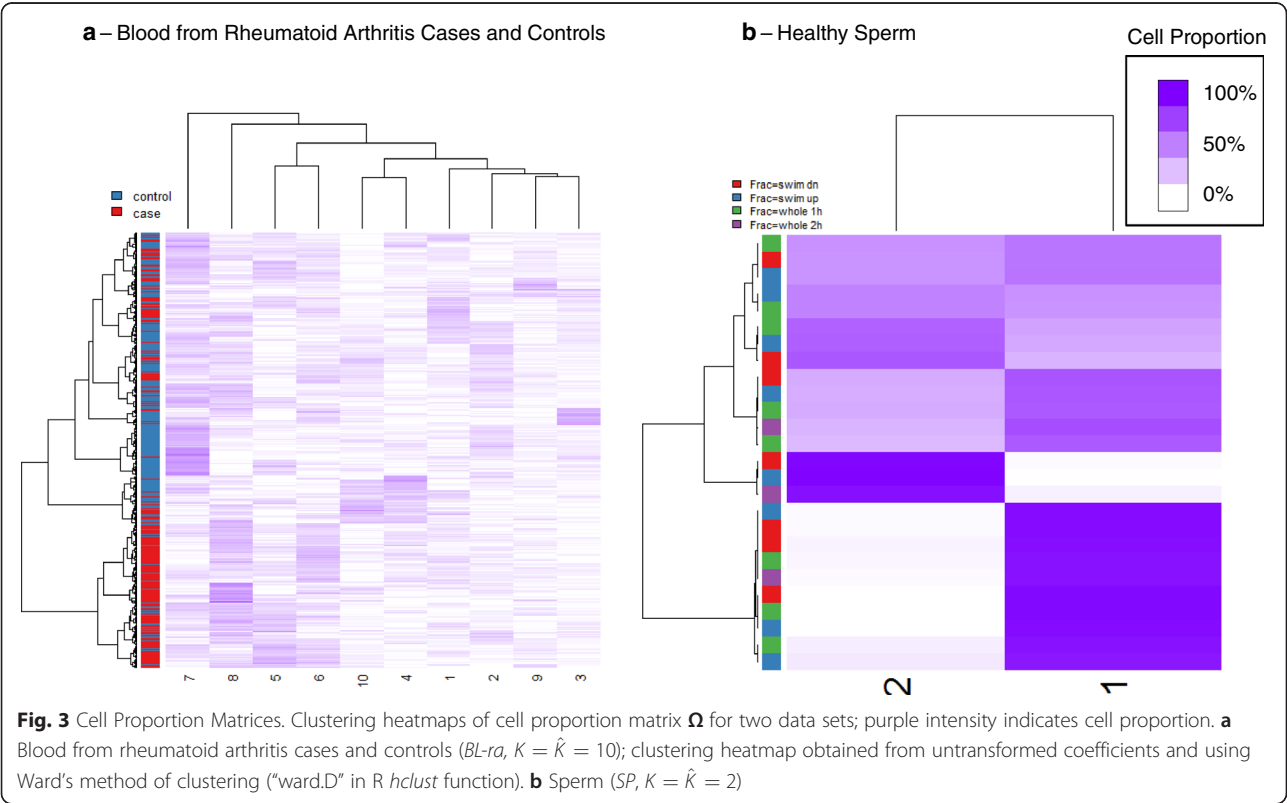 a – Blood from Rheumatoid Arthritis Cases and Controls
b – Healthy Sperm
Cell Proportion
100%
50%
0%
control
case
Frac=swim dn
Frac=swim up
Frac=whole 1h
Frac=whole 2h
7 8 5 6 10 4 1 2 9 3
2 1
Fig. 3 Cell Proportion Matrices. Clustering heatmaps of cell proportion matrix Ω for two data sets; purple intensity indicates cell proportion. a
Blood from rheumatoid arthritis cases and controls (BL-ra, K = K̂ = 10); clustering heatmap obtained from untransformed coefficients and using
Ward's method of clustering ("ward.D" in R hclust function). b Sperm (SP, K = K̂ = 2)